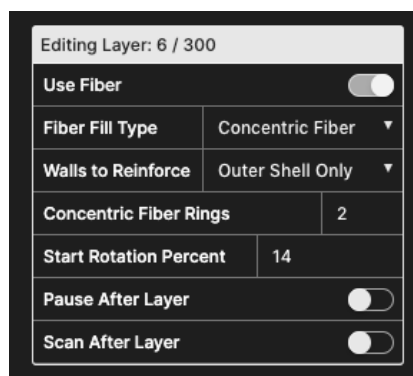 Editing Layer: 6 / 300
Use Fiber
Fiber Fill Type Concentric Fiber
Walls to Reinforce Outer Shell Only
Concentric Fiber Rings 2
Start Rotation Percent 14
Pause After Layer
Scan After Layer